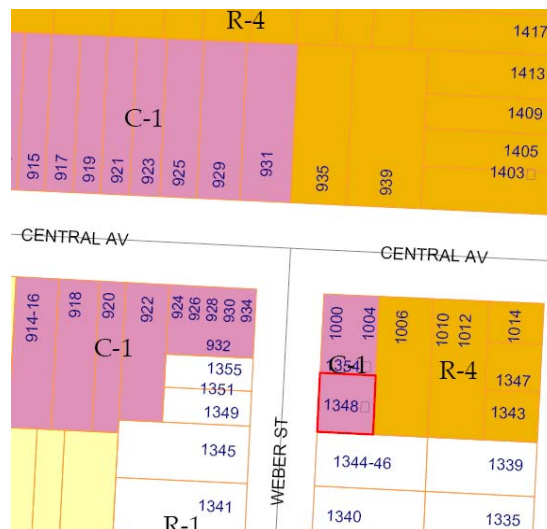 R-4
1417
1413
1409
1405
1403
C-1
915 917 919 921 923 925 929 931 935 939
CENTRAL AV
CENTRAL AV
914-16 918 920 922 924 926 928 930 934
932
C-1
1355
1351
1349
1345
1341
R-1
WEBER ST
1000 1004 1006 1010 1012 1014
1354
C-1
R-4
1348
1347
1343
1344-46
1339
1340
1335